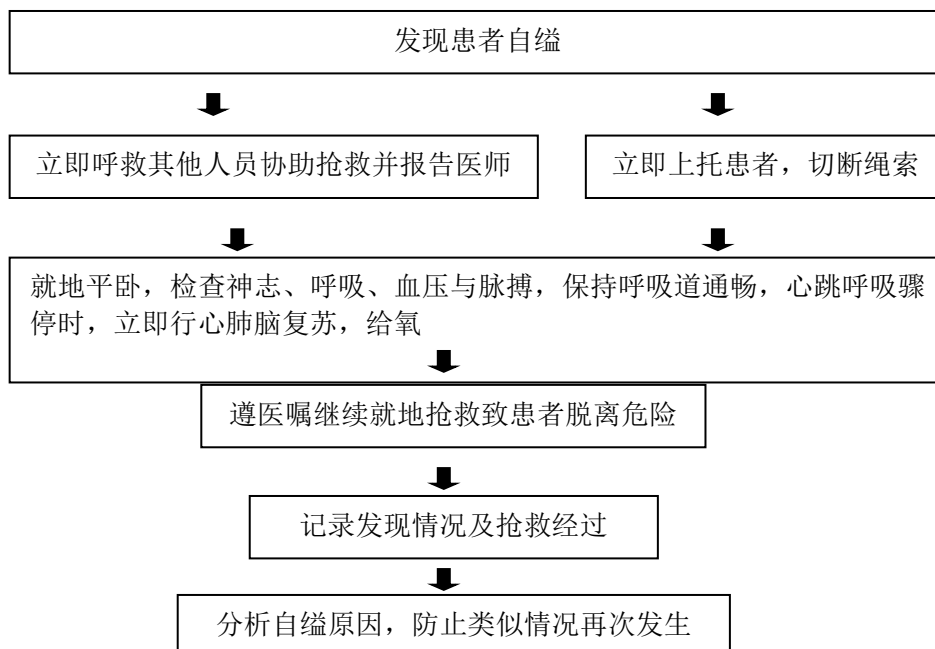 发现患者自缢
立即呼救其他人员协助抢救并报告医师
立即上托患者，切断绳索
就地平卧，检查神志、呼吸、血压与脉搏，保持呼吸道通畅，心跳呼吸骤
停时，立即行心肺脑复苏，给氧
遵医嘱继续就地抢救致患者脱离危险
记录发现情况及抢救经过
分析自缢原因，防止类似情况再次发生